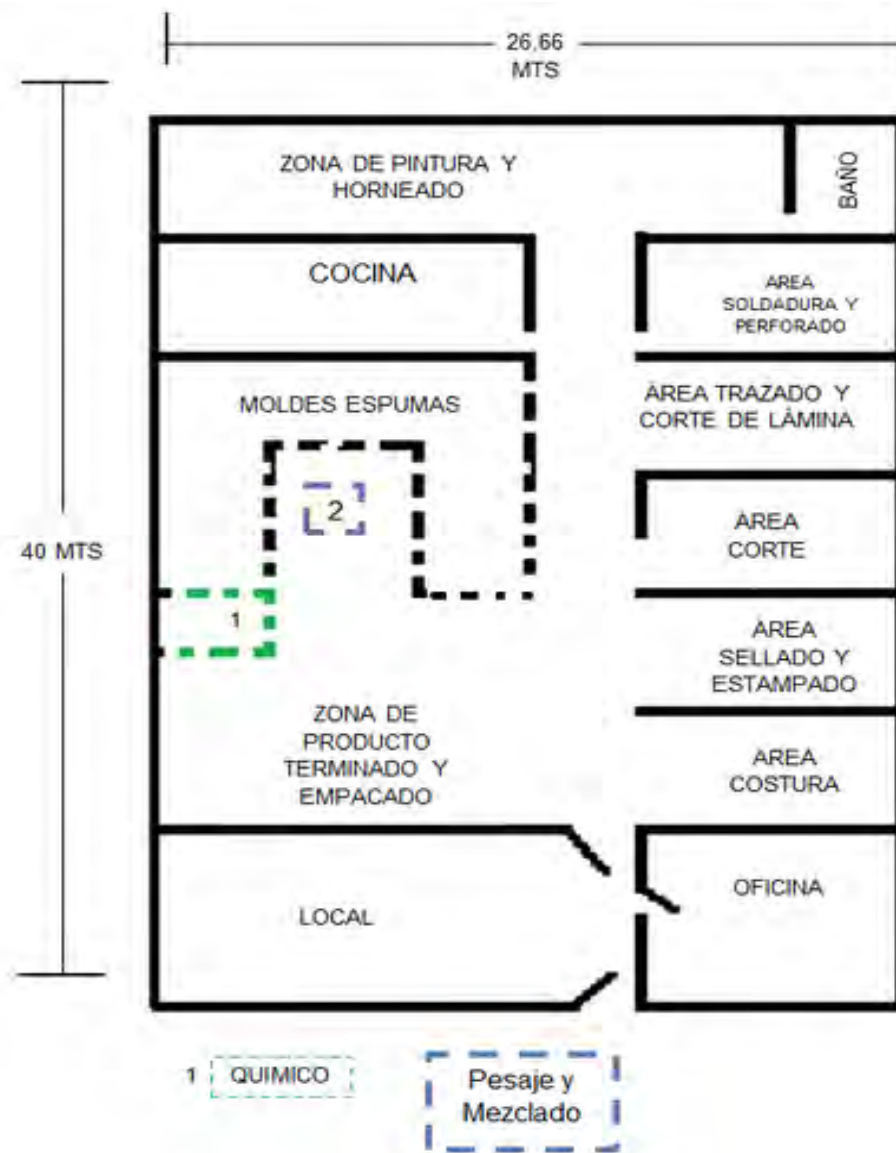 26,66
MTS
ZONA DE PINTURA Y
HORNEADO
BAÑO
COCINA
AREA
SOLDADURA Y
PERFORADO
MOLDES ESPUMAS
ÁREA TRAZADO Y
CORTE DE LÁMINA
2
ÁREA
CORTE
40 MTS
1
ÁREA
SELLADO Y
ESTAMPADO
ZONA DE
PRODUCTO
TERMINADO Y
EMPACADO
AREA
COSTURA
OFICINA
LOCAL
1 QUIMICO
Pesaje y
Mezclado